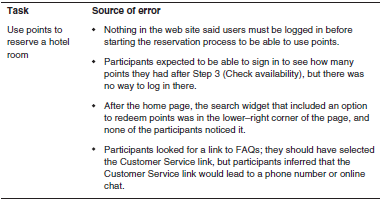 Task Source of error
Use points to
reserve a hotel
room
• Nothing in the web site said users must be logged in before
starting the reservation process to be able to use points.
• Participants expected to be able to sign in to see how many
points they had after Step 3 (Check availability), but there was
no way to log in there.
• After the home page, the search widget that included an option
to redeem points was in the lower–right corner of the page, and
none of the participants noticed it.
• Participants looked for a link to FAQs; they should have selected
the Customer Service link, but participants inferred that the
Customer Service link would lead to a phone number or online
chat.